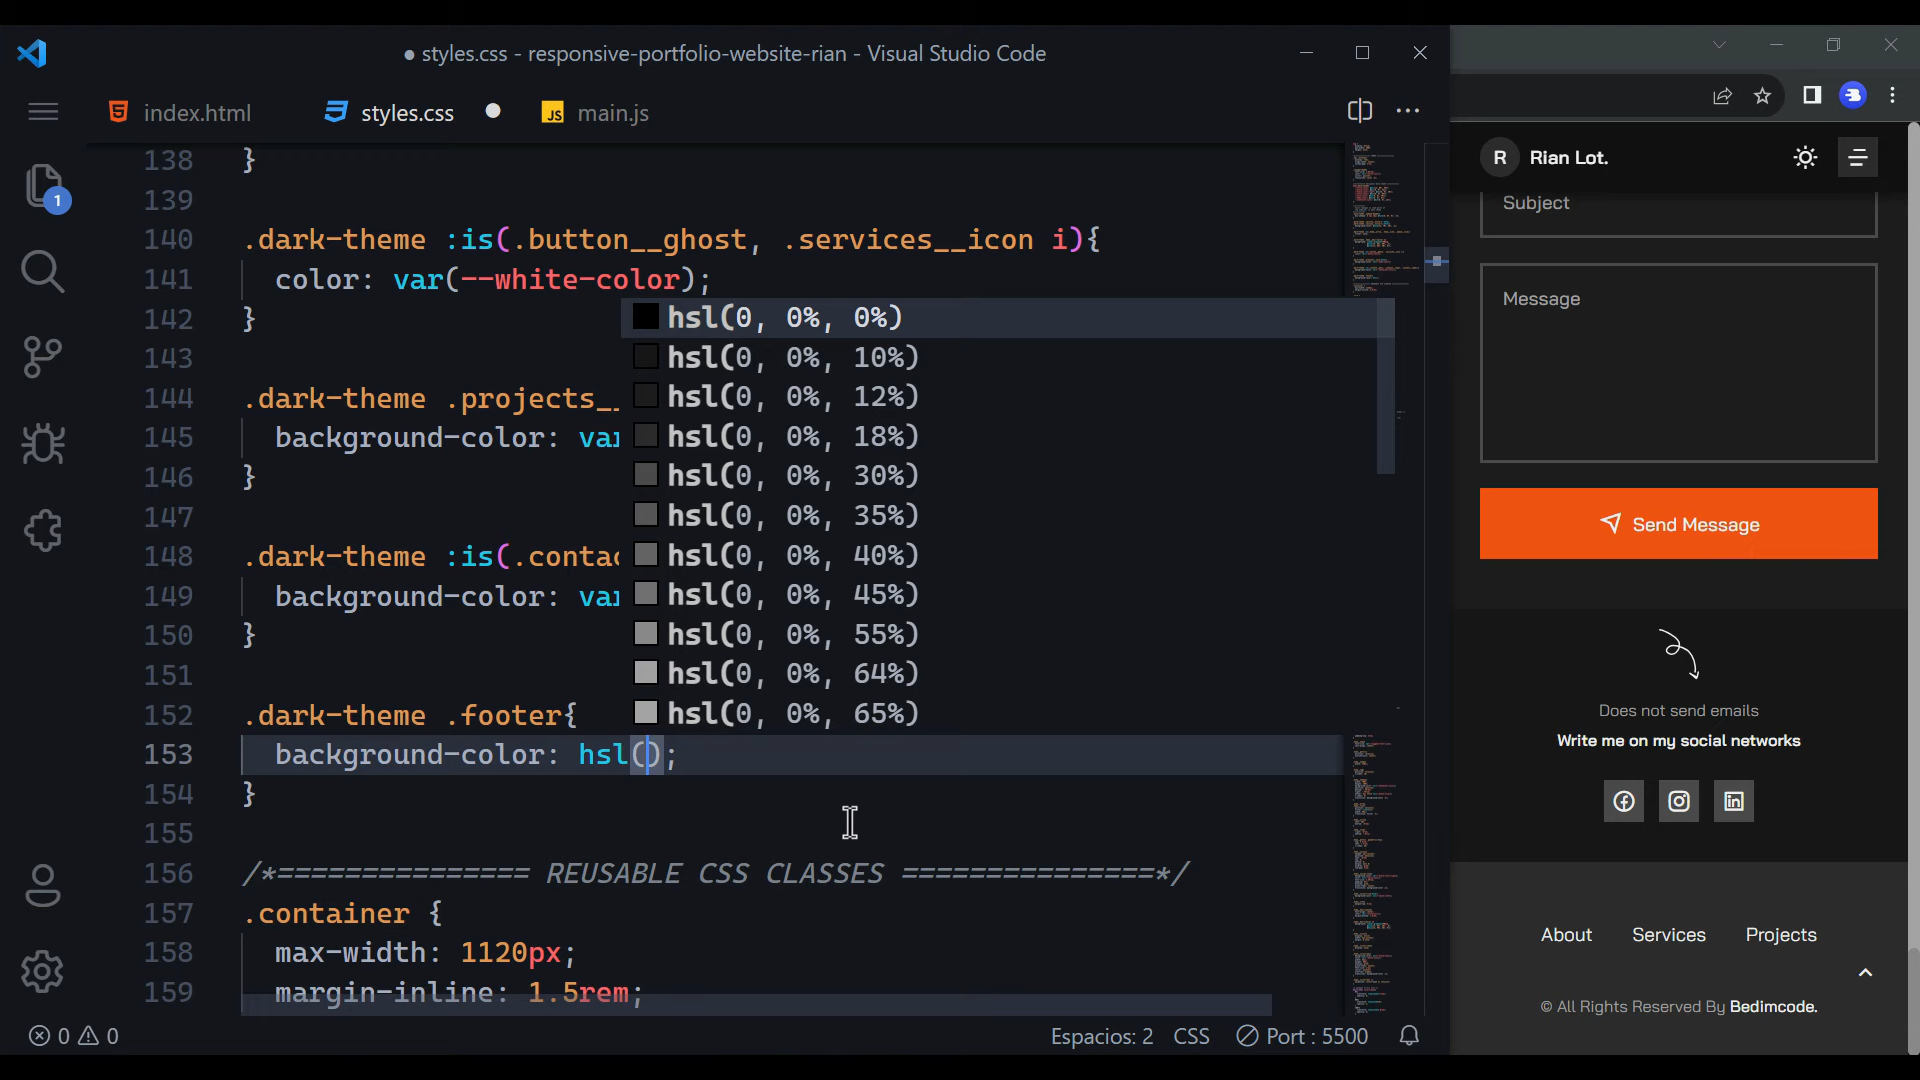 ● styles.css - responsive-portfolio-website-rian - Visual Studio Code
index.html
styles.css
main.js
1
138 }
139
140 .dark-theme :is(.button__ghost, .services__icon i){
141 color: var(--white-color);
142 }
143
144 .dark-theme .projects__
145 background-color: var
146 }
147
148 .dark-theme :is(.contac
149 background-color: var
150 }
151
152 .dark-theme .footer{
153 background-color: hsl();
154 }
155
156 /*=============== REUSABLE CSS CLASSES ===============*/
157 .container {
158 max-width: 1120px;
159 margin-inline: 1.5rem;
hsl(0, 0%, 0%)
hsl(0, 0%, 10%)
hsl(0, 0%, 12%)
hsl(0, 0%, 18%)
hsl(0, 0%, 30%)
hsl(0, 0%, 35%)
hsl(0, 0%, 40%)
hsl(0, 0%, 45%)
hsl(0, 0%, 55%)
hsl(0, 0%, 64%)
hsl(0, 0%, 65%)
0 0
Espacios: 2 CSS Port : 5500
R Rian Lot.
Subject
Message
Send Message
Does not send emails
Write me on my social networks
About Services Projects
© All Rights Reserved By Bedimcode.